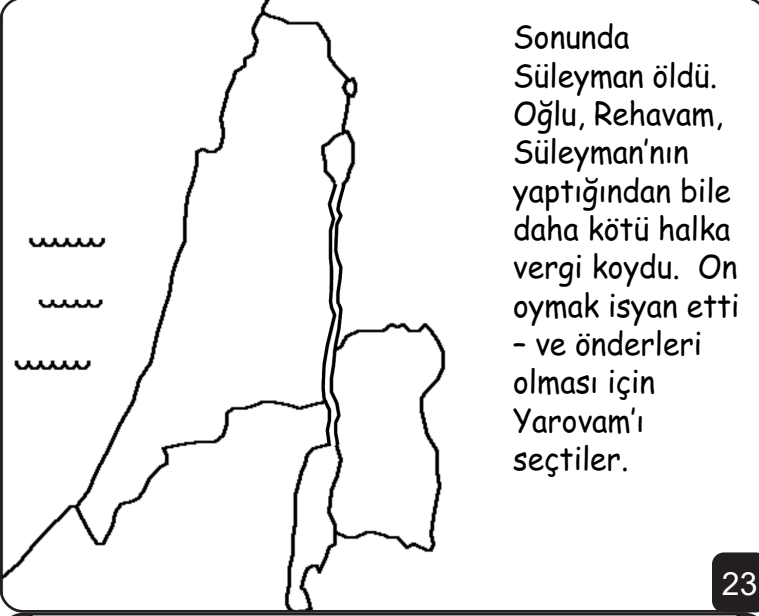 Sonunda
Süleyman öldü.
Oğlu, Rehavam,
Süleyman'nın
yaptığından bile
daha kötü halka
vergi koydu.  On
oymak isyan etti
– ve önderleri
olması için
Yarovam'ı
seçtiler.
23